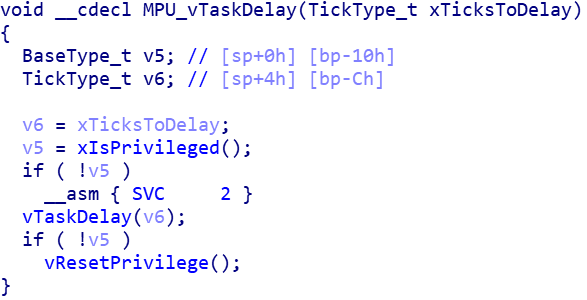 void __cdecl MPU_vTaskDelay(TickType_t xTicksToDelay)
{
  BaseType_t v5; // [sp+0h] [bp-10h]
  TickType_t v6; // [sp+4h] [bp-Ch]

  v6 = xTicksToDelay;
  v5 = xIsPrivileged();
  if ( !v5 )
    __asm { SVC     2 }
  vTaskDelay(v6);
  if ( !v5 )
    vResetPrivilege();
}